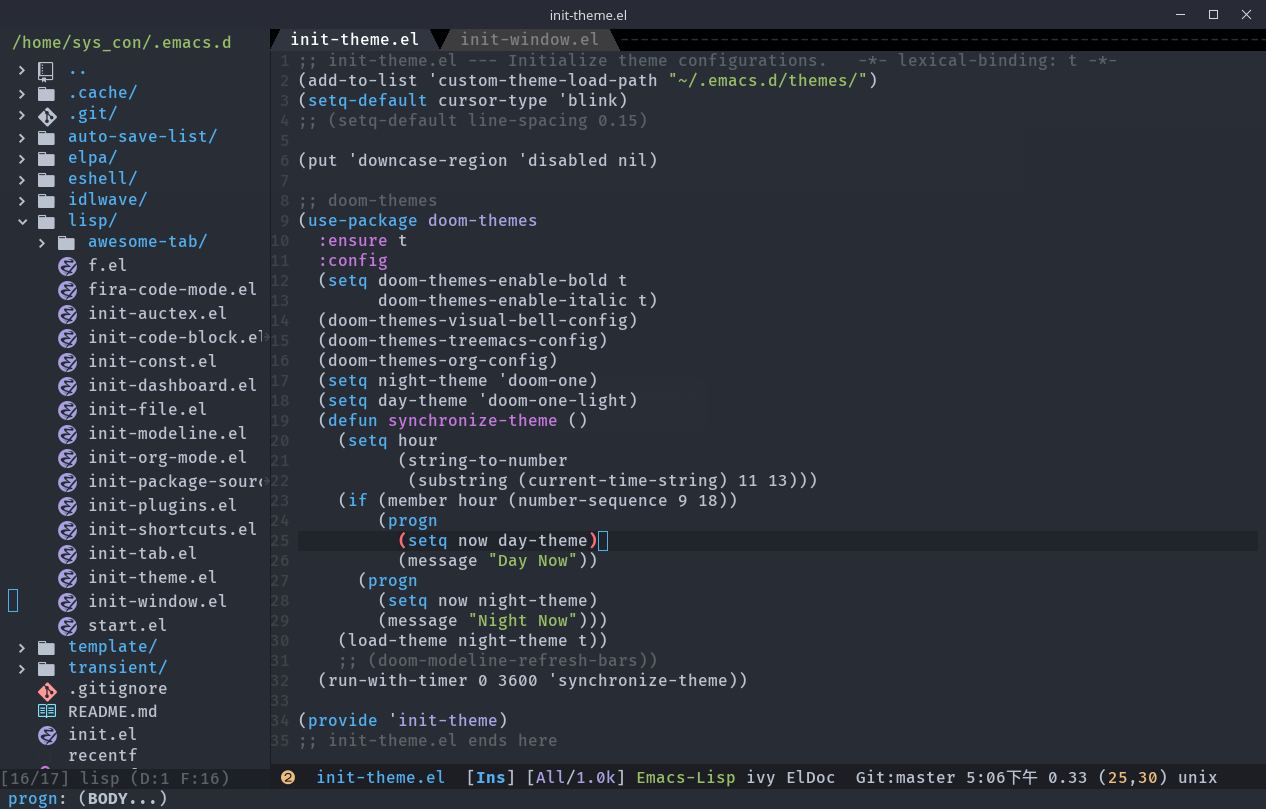 init-theme.el
/home/sys_con/.emacs.d
..
.cache/
.git/
auto-save-list/
elpa/
eshell/
idlwave/
lisp/
awesome-tab/
f.el
fira-code-mode.el
init-auctex.el
init-code-block.el
init-const.el
init-dashboard.el
init-file.el
init-modeline.el
init-org-mode.el
init-package-sourc
init-plugins.el
init-shortcuts.el
init-tab.el
init-theme.el
init-window.el
start.el
template/
transient/
.gitignore
README.md
init.el
recentf
[16/17] lisp (D:1 F:16)
init-theme.el init-window.el
1 ;; init-theme.el --- Initialize theme configurations.   -*- lexical-binding: t -*-
2 (add-to-list 'custom-theme-load-path "~/.emacs.d/themes/")
3 (setq-default cursor-type 'blink)
4 ;; (setq-default line-spacing 0.15)
5
6 (put 'downcase-region 'disabled nil)
7
8 ;; doom-themes
9 (use-package doom-themes
10   :ensure t
11   :config
12   (setq doom-themes-enable-bold t
13         doom-themes-enable-italic t)
14   (doom-themes-visual-bell-config)
15   (doom-themes-treemacs-config)
16   (doom-themes-org-config)
17   (setq night-theme 'doom-one)
18   (setq day-theme 'doom-one-light)
19   (defun synchronize-theme ()
20     (setq hour
21           (string-to-number
22            (substring (current-time-string) 11 13)))
23     (if (member hour (number-sequence 9 18))
24         (progn
25           (setq now day-theme)
26           (message "Day Now"))
27       (progn
28         (setq now night-theme)
29         (message "Night Now")))
30     (load-theme night-theme t))
31     ;; (doom-modeline-refresh-bars))
32   (run-with-timer 0 3600 'synchronize-theme))
33
34 (provide 'init-theme)
35 ;; init-theme.el ends here
2 init-theme.el [Ins] [All/1.0k] Emacs-Lisp ivy ElDoc Git:master 5:06下午 0.33 (25,30) unix
progn: (BODY...)